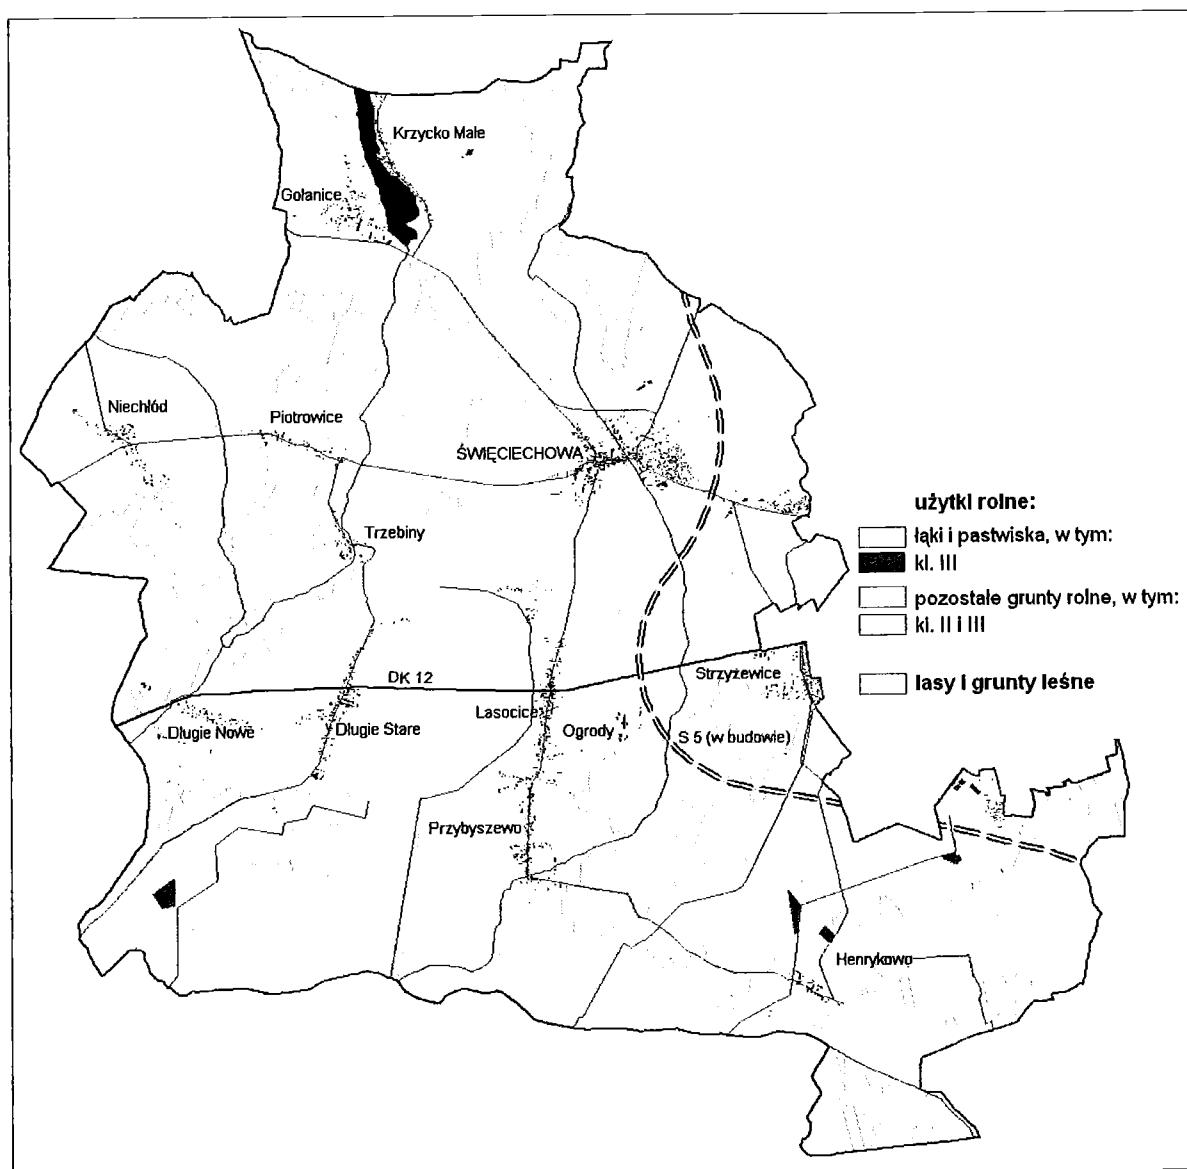 Krzycko Małe
Gołanice
Niechłód
Piotrowice
ŚWIĘCIECHOWA
Trzebiny
użytki rolne:
łąki i pastwiska, w tym:
kl. III
pozostałe grunty rolne, w tym:
kl. II i III
lasy i grunty leśne
DK 12
Strzyżewice
Lasocice
Ogrody
S 5 (w budowie)
Długie Nowe
Długie Stare
Przybyszewo
Henrykowo